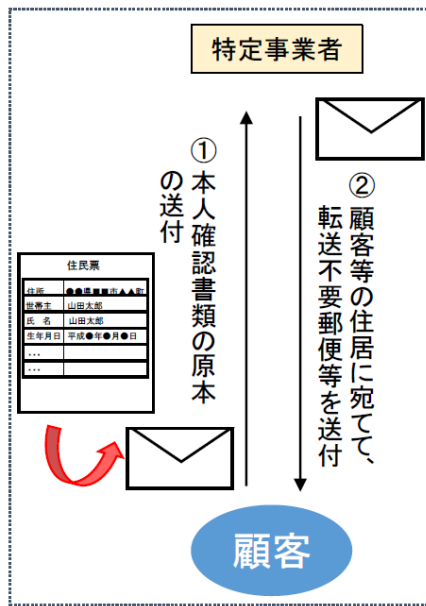 特定事業者
① 本人確認書類の原本
の送付
② 顧客等の住居に宛てて、
転送不要郵便等を送付
住民票
住所 ●●県■■市▲▲町
世帯主 山田太郎
氏 名 山田太郎
生年月日 平成●年●月●日
...
...
顧客